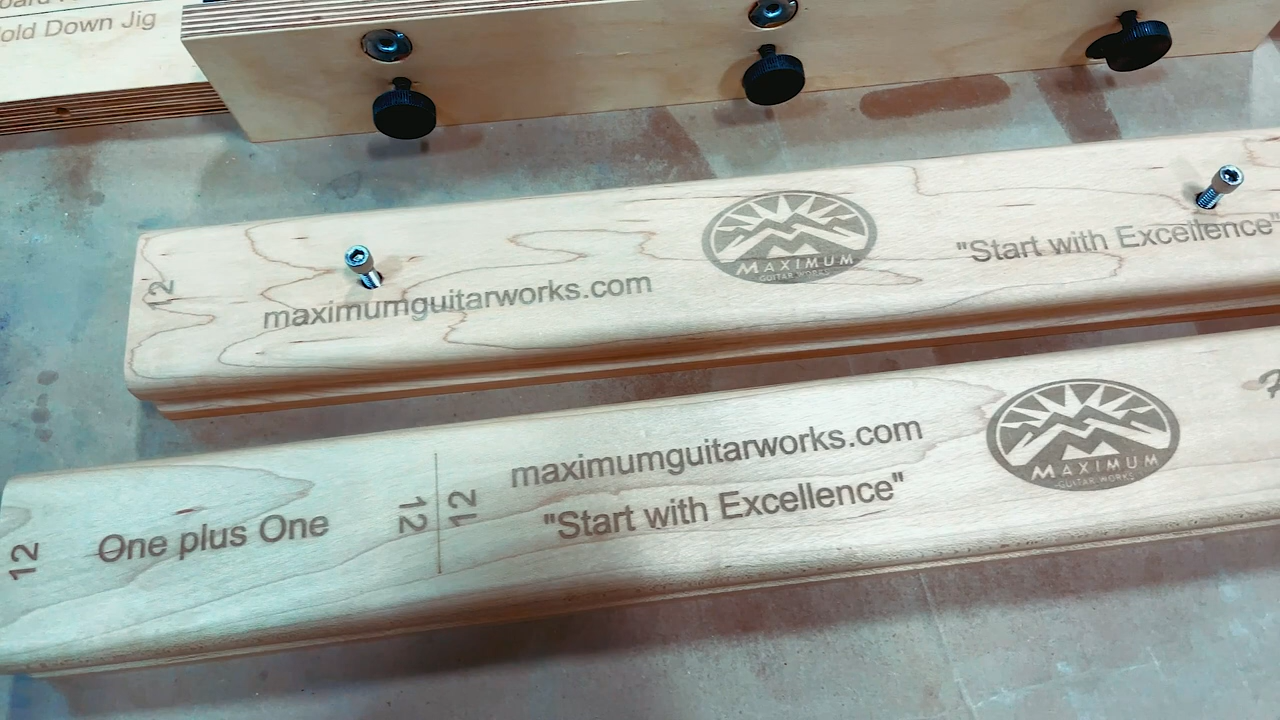 old Down Jig
12
maximumguitarworks.com
MAXIMUM
GUITAR WORKS
"Start with Excellence"
12
One plus One
12
12
maximumguitarworks.com
"Start with Excellence"
MAXIMUM
GUITAR WORKS